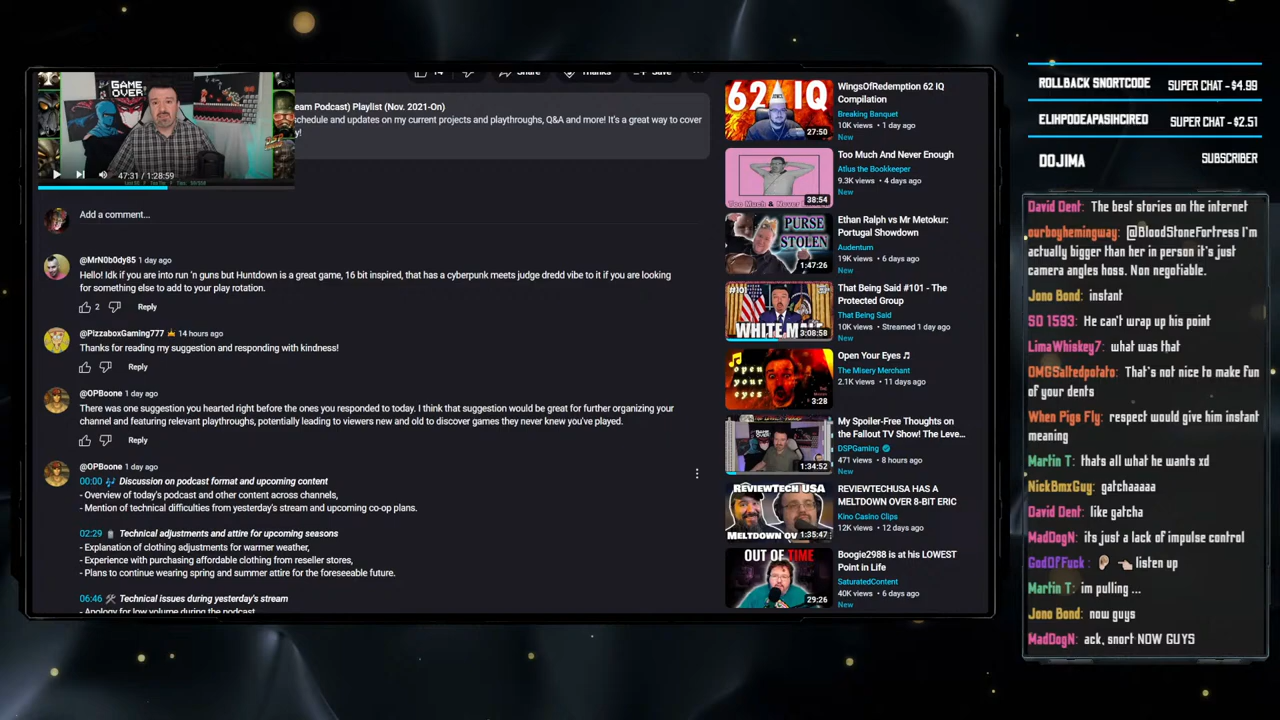 GAME
OVER
47:31 / 1:28:59
14
Share
Thanks
Save
eam Podcast) Playlist (Nov. 2021-On)
schedule and updates on my current projects and playthroughs, Q&A and more! It's a great way to cover
y!
Add a comment...
@MrN0b0dy85 1 day ago
Hello! Idk if you are into run 'n guns but Huntdown is a great game, 16 bit inspired, that has a cyberpunk meets judge dredd vibe to it if you are looking
for something else to add to your play rotation.
2
Reply
@PizzaboxGaming777 14 hours ago
Thanks for reading my suggestion and responding with kindness!
Reply
@OPBoone 1 day ago
There was one suggestion you hearted right before the ones you responded to today. I think that suggestion would be great for further organizing your
channel and featuring relevant playthroughs, potentially leading to viewers new and old to discover games they never knew you've played.
Reply
@OPBoone 1 day ago
00:00 🎶 Discussion on podcast format and upcoming content
- Overview of today's podcast and other content across channels,
- Mention of technical difficulties from yesterday's stream and upcoming co-op plans.
02:29 Technical adjustments and attire for upcoming seasons
- Explanation of clothing adjustments for warmer weather,
- Experience with purchasing affordable clothing from reseller stores,
- Plans to continue wearing spring and summer attire for the foreseeable future.
06:46 🛠 Technical issues during yesterday's stream
- Apology for low volume during the podcast
62 IQ
27:50
WingsOfRedemption 62 IQ
Compilation
Breaking Banquet
10K views • 1 day ago
New
Too Much & Never
38:54
Too Much And Never Enough
Atlus the Bookkeeper
9.3K views • 4 days ago
New
PURSE
STOLEN
1:47:26
Ethan Ralph vs Mr Metokur:
Portugal Showdown
Audentum
19K views • 6 days ago
New
#101
WHITE M
3:08:58
That Being Said #101 - The
Protected Group
That Being Said
10K views • Streamed 1 day ago
New
open
your
eyes
3:28
Open Your Eyes 🎵
The Misery Merchant
2.1K views • 11 days ago
GAME
OVER
1:34:52
My Spoiler-Free Thoughts on
the Fallout TV Show! The Leve...
DSPGaming
471 views • 8 hours ago
New
REVIEWTECH
MELTDOWN OV
1:35:47
REVIEWTECHUSA HAS A
MELTDOWN OVER 8-BIT ERIC
Kino Casino Clips
12K views • 12 days ago
OUT OF TIME
29:26
Boogie2988 is at his LOWEST
Point in Life
SaturatedContent
40K views • 6 days ago
New
ROLLBACK SNORTCODE SUPER CHAT - $4.99
ELIHPODEAPASIHCIRED SUPER CHAT - $2.51
DOJIMA SUBSCRIBER
David Dent: The best stories on the internet
ourboyhemingway: @BloodStoneFortress I'm
actually bigger than her in person it's just
camera angles hoss. Non negotiable.
Jono Bond: instant
SO 1593: He can't wrap up his point
LimaWhiskey7: what was that
OMGSaltedpotato: That's not nice to make fun
of your dents
When Pigs Fly: respect would give him instant
meaning
Martin T: thats all what he wants xd
NickBmxGuy: gatchaaaaa
David Dent: like gatcha
MadDogN: its just a lack of impulse control
GodOfFuck: 👂🏻 👈🏻 listen up
Martin T: im pulling ...
Jono Bond: now guys
MadDogN: ack, snort NOW GUYS